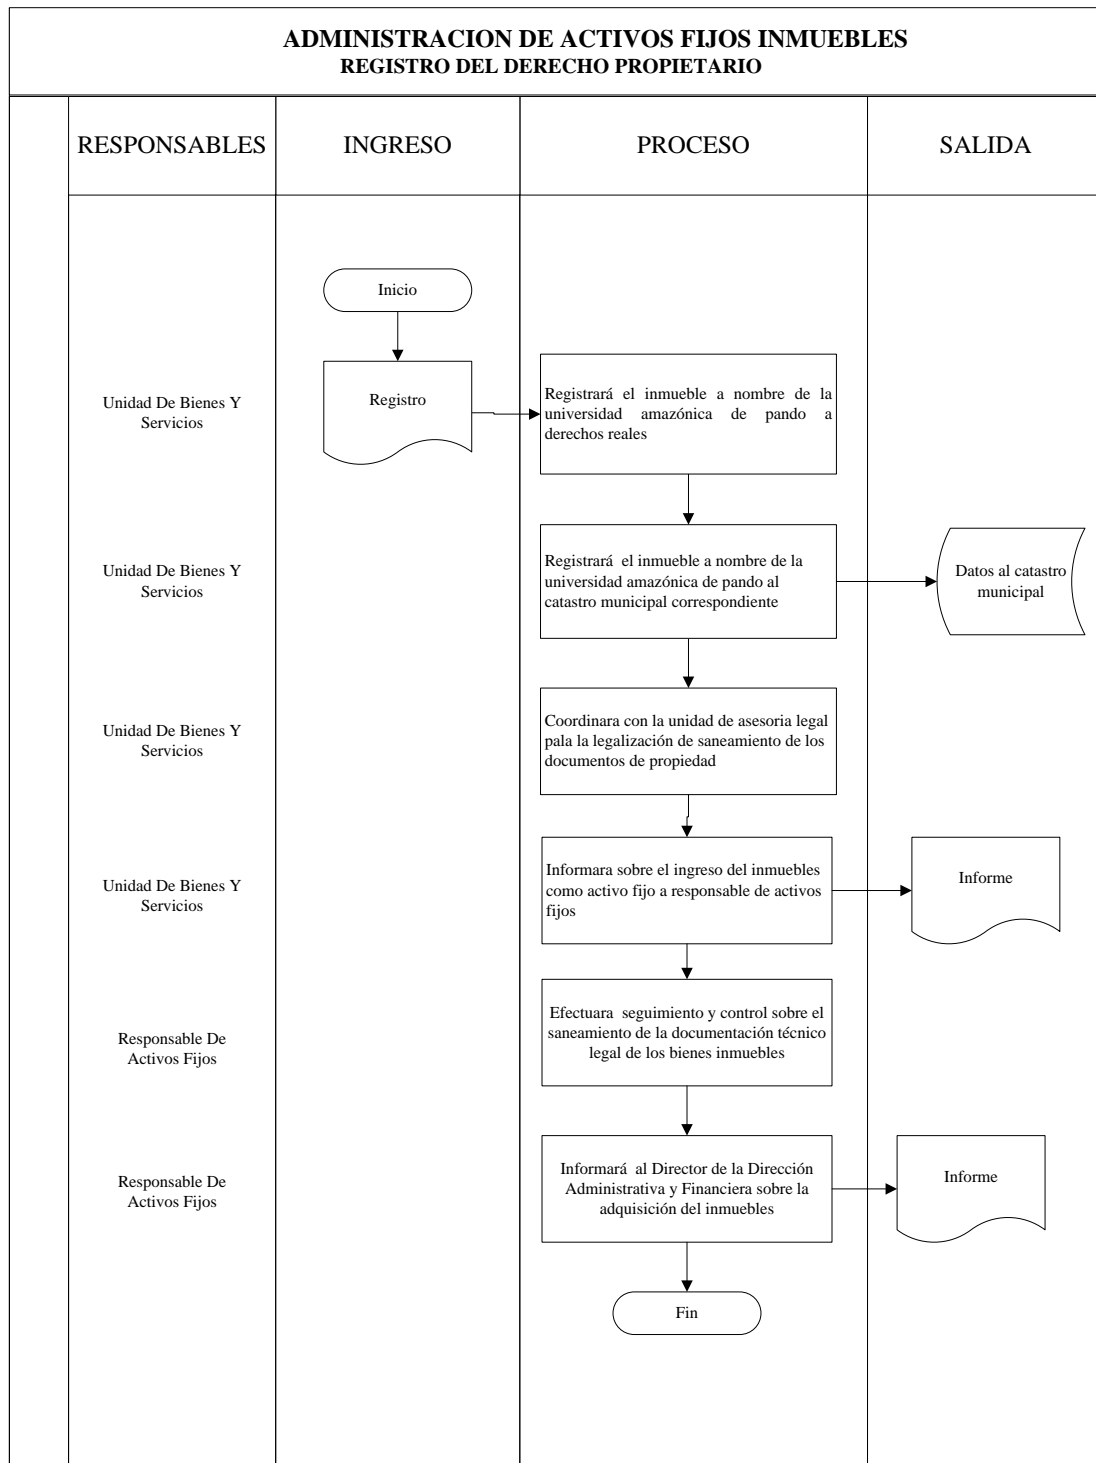 ADMINISTRACION DE ACTIVOS FIJOS INMUEBLES
REGISTRO DEL DERECHO PROPIETARIO
RESPONSABLES
INGRESO
PROCESO
SALIDA
Inicio
Unidad De Bienes Y
Servicios
Registro
Registrará el inmueble a nombre de la
universidad amazónica de pando a
derechos reales
Unidad De Bienes Y
Servicios
Registrará el inmueble a nombre de la
universidad amazónica de pando al
catastro municipal correspondiente
Datos al catastro
municipal
Unidad De Bienes Y
Servicios
Coordinara con la unidad de asesoria legal
pala la legalización de saneamiento de los
documentos de propiedad
Unidad De Bienes Y
Servicios
Informara sobre el ingreso del inmuebles
como activo fijo a responsable de activos
fijos
Informe
Responsable De
Activos Fijos
Efectuara seguimiento y control sobre el
saneamiento de la documentación técnico
legal de los bienes inmuebles
Responsable De
Activos Fijos
Informará al Director de la Dirección
Administrativa y Financiera sobre la
adquisición del inmuebles
Informe
Fin